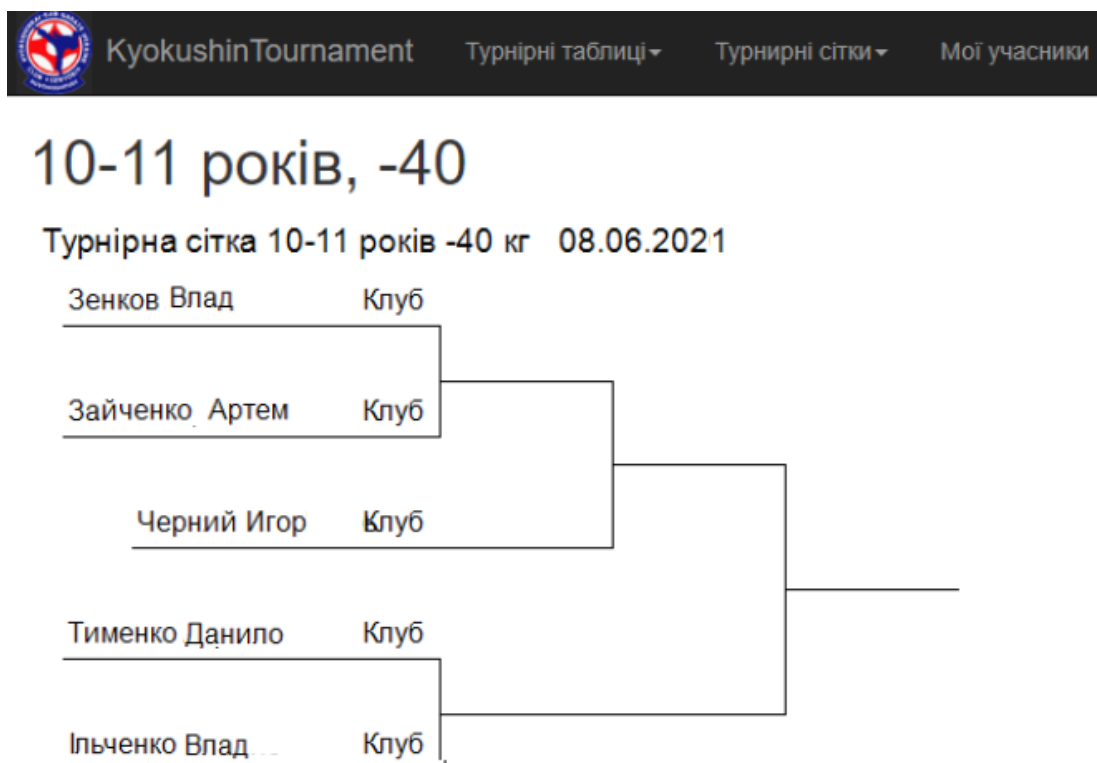 KyokushinTournament Турнірні таблиці Турнирні сітки Мої учасники
10-11 років, -40
Турнірна сітка 10-11 років -40 кг 08.06.2021
Зенков Влад Клуб
Зайченко Артем Клуб
Черний Игор Клуб
Тименко Данило Клуб
Ільченко Влад Клуб